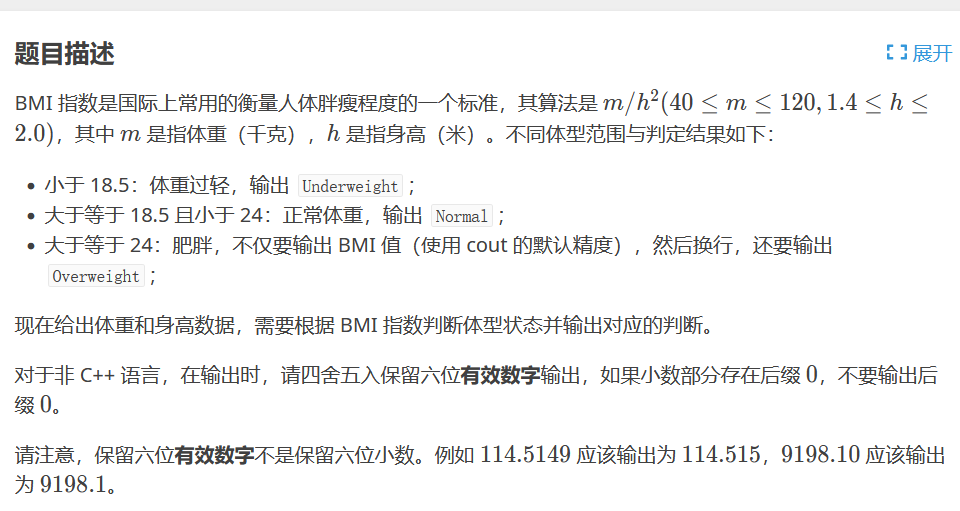 题目描述
展开
BMI 指数是国际上常用的衡量人体胖瘦程度的一个标准，其算法是 m/h²(40 ≤ m ≤ 120, 1.4 ≤ h ≤
2.0)，其中 m 是指体重（千克），h 是指身高（米）。不同体型范围与判定结果如下：
• 小于 18.5：体重过轻，输出 Underweight；
• 大于等于 18.5 且小于 24：正常体重，输出 Normal；
• 大于等于 24：肥胖，不仅要输出 BMI 值（使用 cout 的默认精度），然后换行，还要输出
Overweight；
现在给出体重和身高数据，需要根据 BMI 指数判断体型状态并输出对应的判断。
对于非 C++ 语言，在输出时，请四舍五入保留六位有效数字输出，如果小数部分存在后缀 0，不要输出后
缀 0。
请注意，保留六位有效数字不是保留六位小数。例如 114.5149 应该输出为 114.515，9198.10 应该输出
为 9198.1。